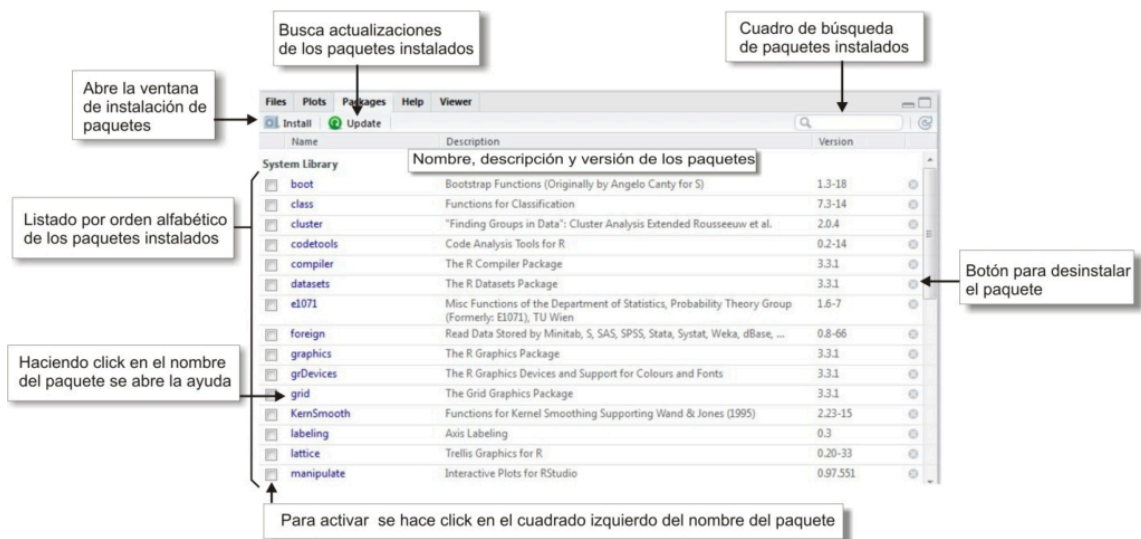 Busca actualizaciones
de los paquetes instalados
Cuadro de búsqueda
de paquetes instalados
Abre la ventana
de instalación de
paquetes
Files Plots Packages Help Viewer
Install Update
Name Description Version
Nombre, descripción y versión de los paquetes
System Library
boot Bootstrap Functions (Originally by Angelo Canty for S) 1.3-18
class Functions for Classification 7.3-14
cluster "Finding Groups in Data": Cluster Analysis Extended Rousseeuw et al. 2.0.4
codetools Code Analysis Tools for R 0.2-14
compiler The R Compiler Package 3.3.1
datasets The R Datasets Package 3.3.1
e1071 Misc Functions of the Department of Statistics, Probability Theory Group 1.6-7
(Formerly: E1071), TU Wien
foreign Read Data Stored by Minitab, S, SAS, SPSS, Stata, Systat, Weka, dBase, ... 0.8-66
graphics The R Graphics Package 3.3.1
grDevices The R Graphics Devices and Support for Colours and Fonts 3.3.1
grid The Grid Graphics Package 3.3.1
KernSmooth Functions for Kernel Smoothing Supporting Wand & Jones (1995) 2.23-15
labeling Axis Labeling 0.3
lattice Trellis Graphics for R 0.20-33
manipulate Interactive Plots for RStudio 0.97.551
Listado por orden alfabético
de los paquetes instalados
Botón para desinstalar
el paquete
Haciendo click en el nombre
del paquete se abre la ayuda
Para activar se hace click en el cuadrado izquierdo del nombre del paquete